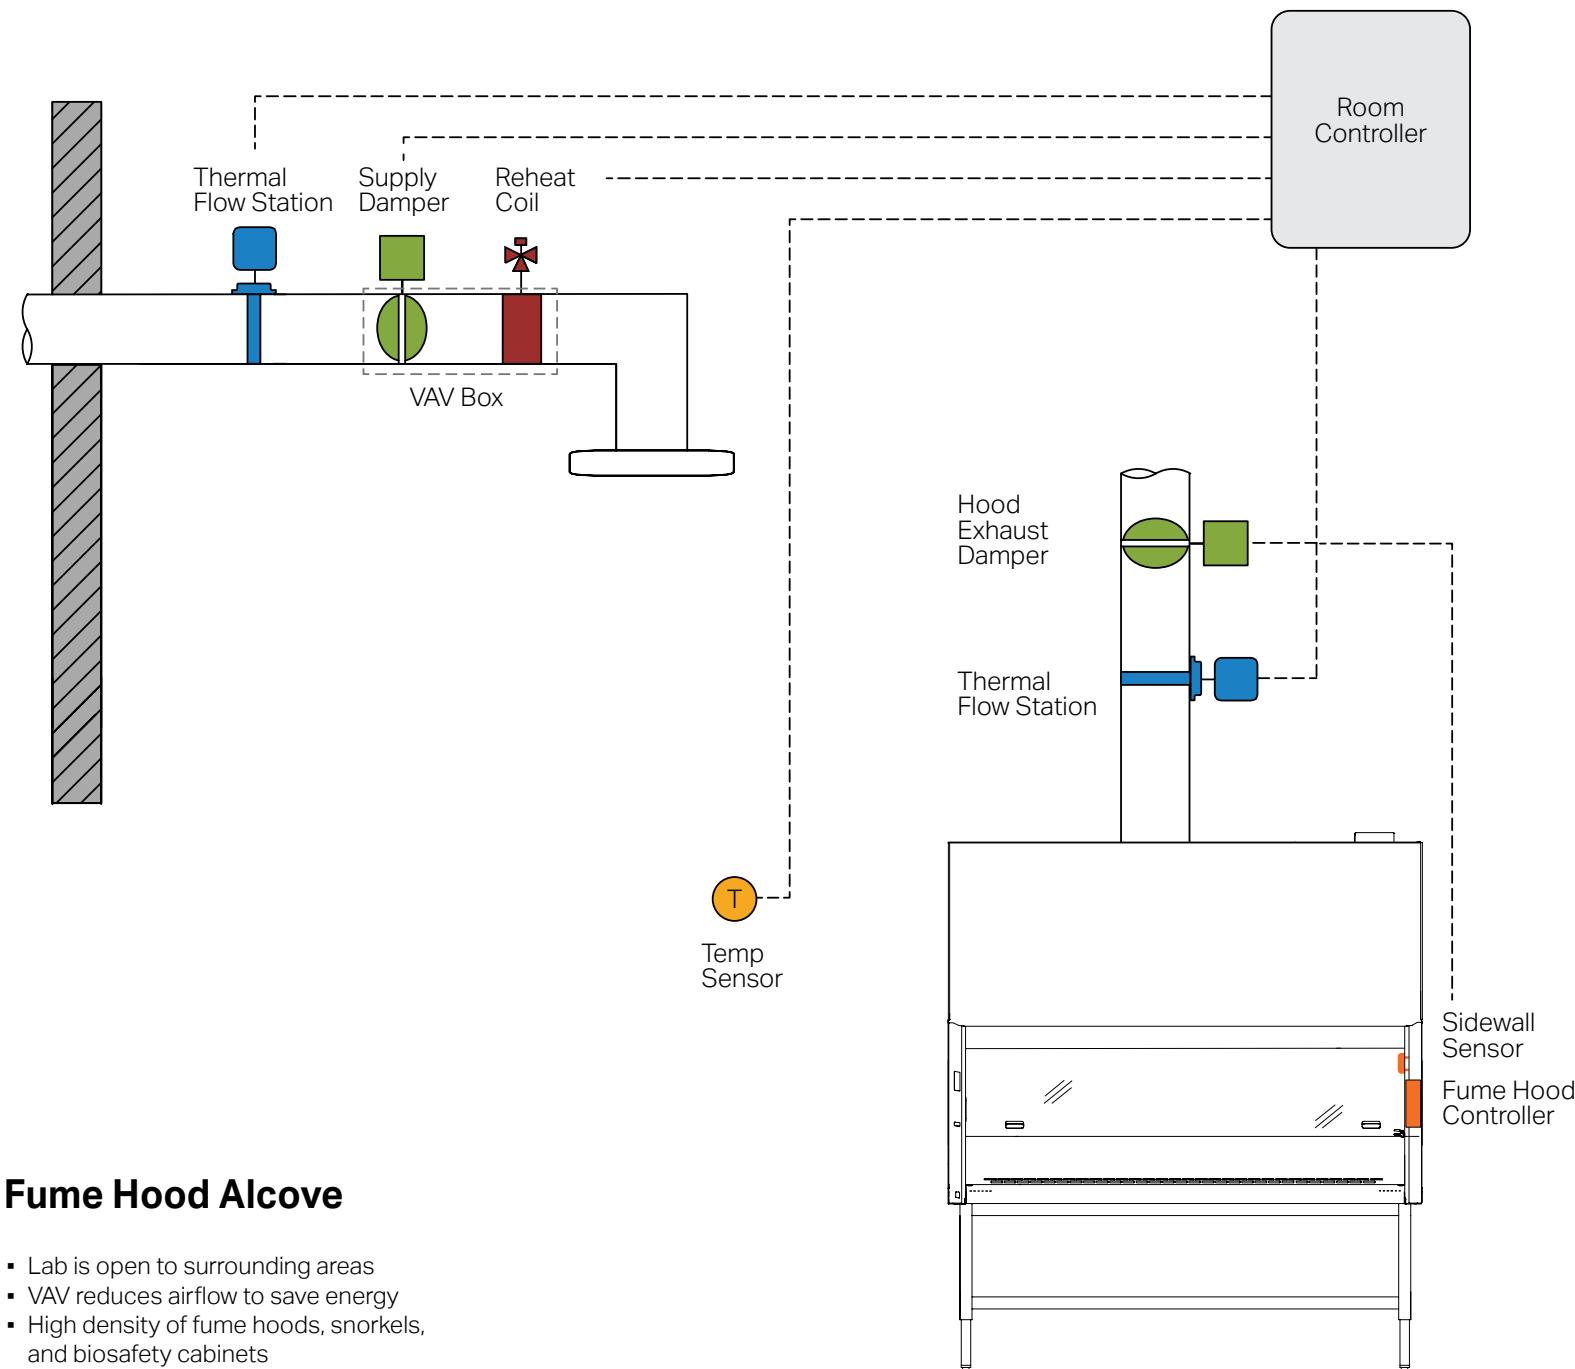 Room
Controller
Thermal
Flow Station
Supply
Damper
Reheat
Coil
VAV Box
Hood
Exhaust
Damper
Thermal
Flow Station
T
Temp
Sensor
Sidewall
Sensor
Fume Hood
Controller
Fume Hood Alcove
▪ Lab is open to surrounding areas
▪ VAV reduces airflow to save energy
▪ High density of fume hoods, snorkels,
and biosafety cabinets